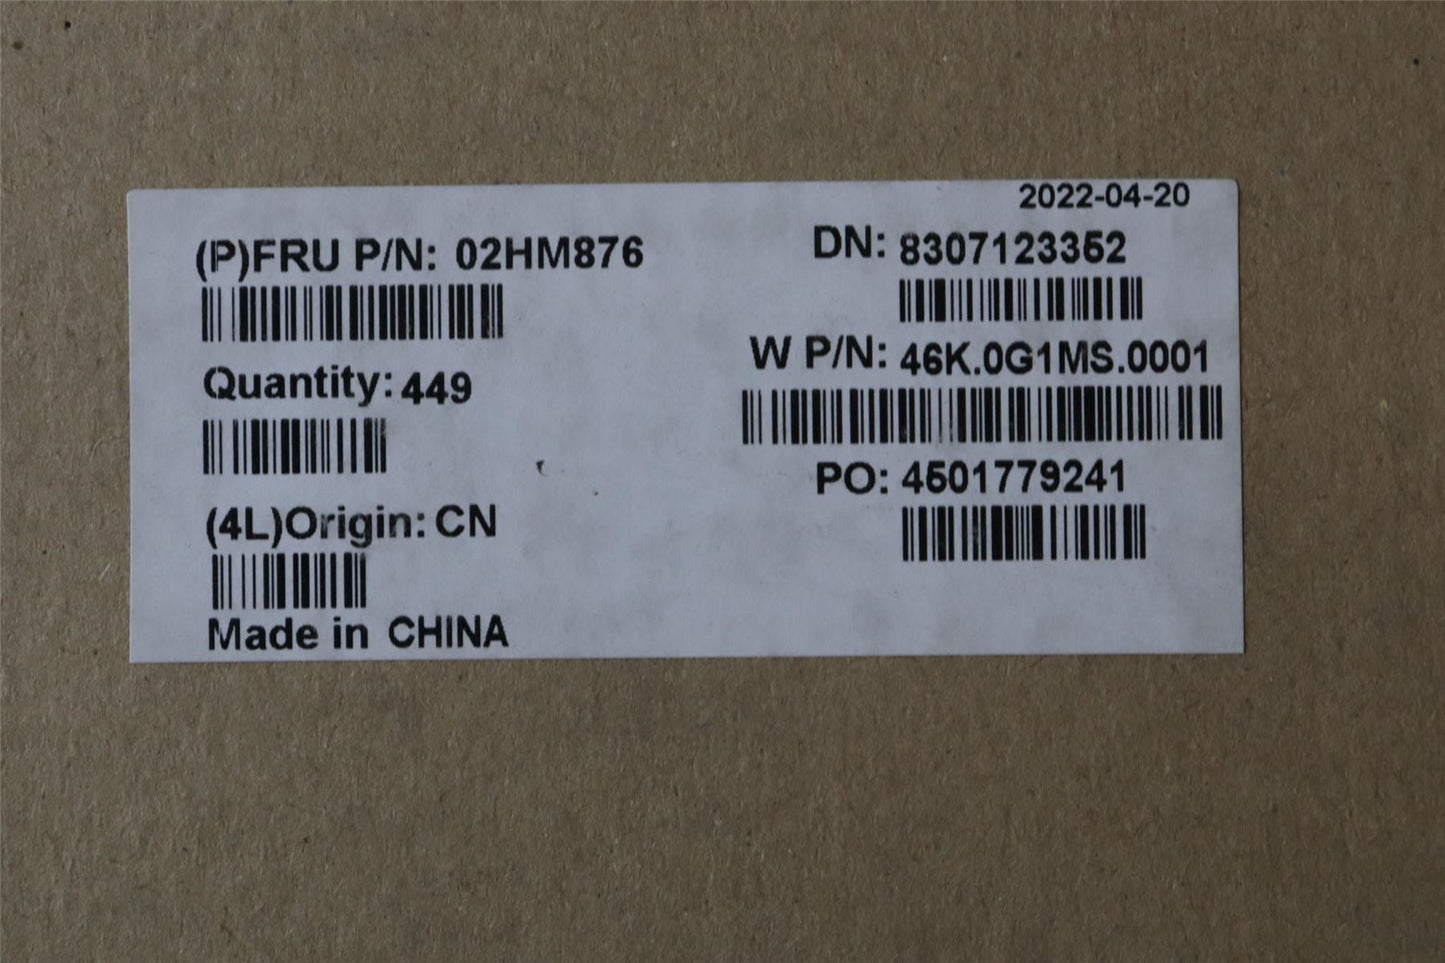 2022-04-20
(P)FRU P/N: 02HM876
DN: 8307123352
Quantity: 449
W P/N: 46K.0G1MS.0001
(4L)Origin: CN
PO: 4501779241
Made in CHINA